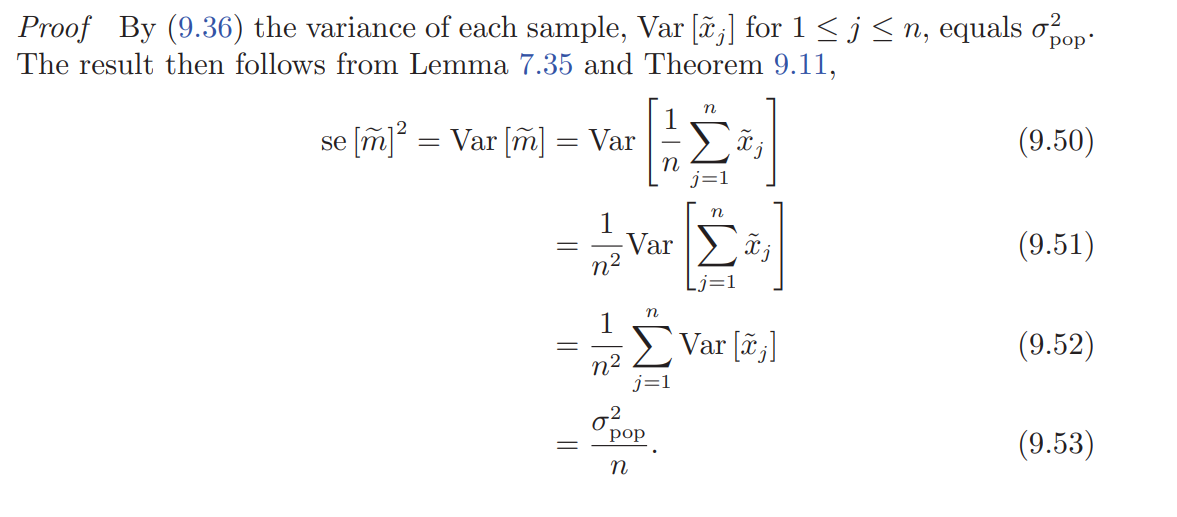 Proof By (9.36) the variance of each sample, Var [x̃ⱼ] for 1 ≤ j ≤ n, equals σ²ₚₒₚ.
The result then follows from Lemma 7.35 and Theorem 9.11,
se [m̃]² = Var [m̃] = Var [ 1/n ∑ⱼ₌₁ⁿ x̃ⱼ ] (9.50)
= 1/n² Var [ ∑ⱼ₌₁ⁿ x̃ⱼ ] (9.51)
= 1/n² ∑ⱼ₌₁ⁿ Var [x̃ⱼ] (9.52)
= σ²ₚₒₚ/n . (9.53)